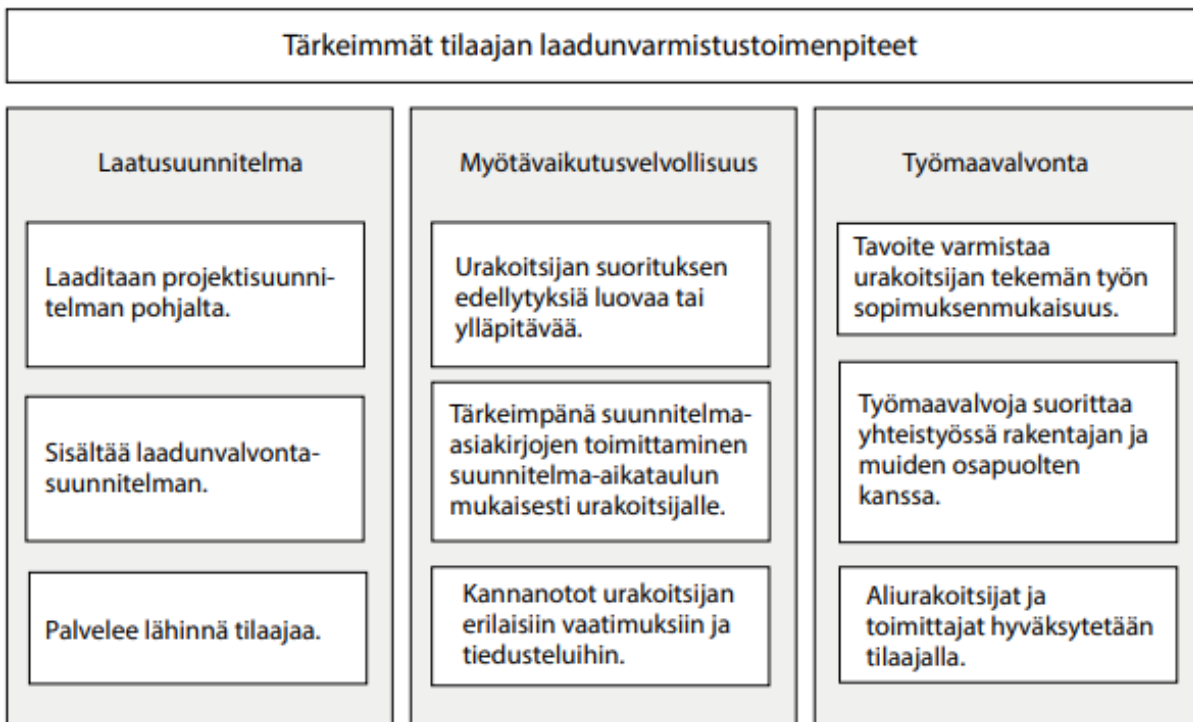 Tärkeimmät tilaajan laadunvarmistustoimenpiteet
Laatusuunnitelma
Laaditaan projektisuunni-
telman pohjalta.
Sisältää laadunvalvonta-
suunnitelman.
Palvelee lähinnä tilaajaa.
Myötävaikutusvelvollisuus
Urakoitsijan suorituksen
edellytyksiä luovaa tai
ylläpitävää.
Tärkeimpänä suunnitelma-
asiakirjojen toimittaminen
suunnitelma-aikataulun
mukaisesti urakoitsijalle.
Kannanotot urakoitsijan
erilaisiin vaatimuksiin ja
tiedusteluihin.
Työmaavalvonta
Tavoite varmistaa
urakoitsijan tekemän työn
sopimuksenmukaisuus.
Työmaavalvoja suorittaa
yhteistyössä rakentajan ja
muiden osapuolten
kanssa.
Aliurakoitsijat ja
toimittajat hyväksytetään
tilaajalla.